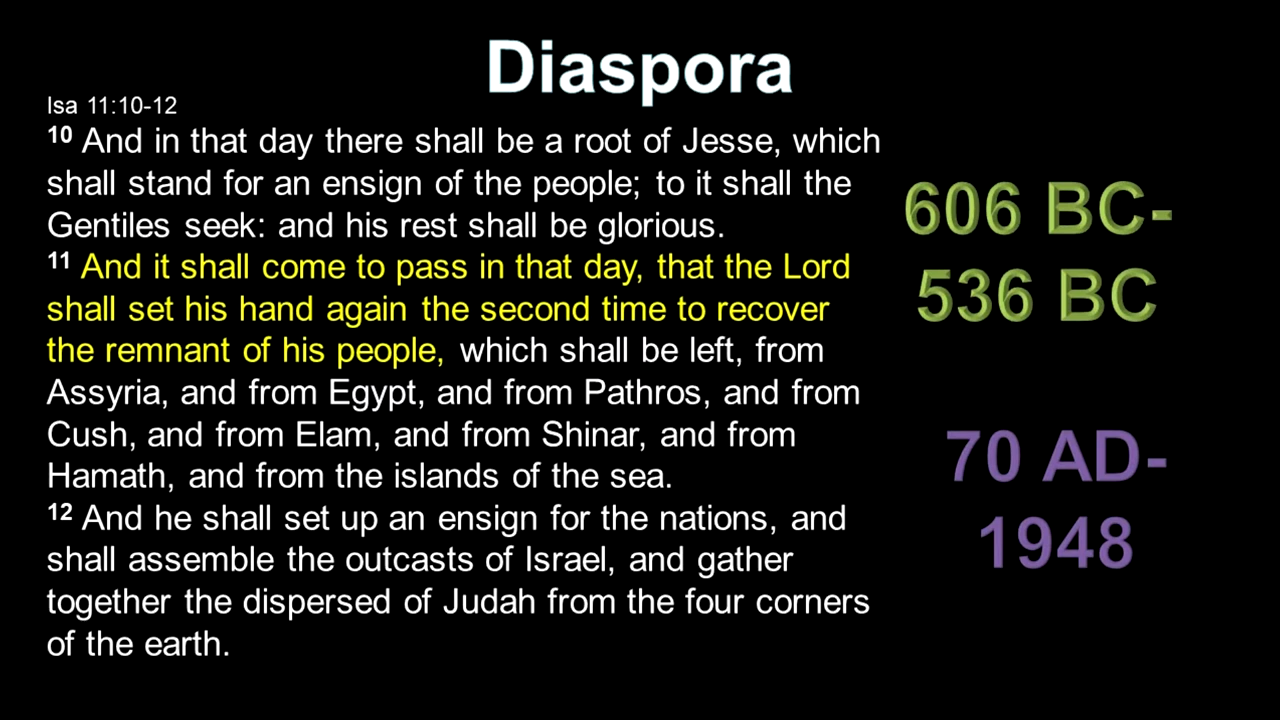 Diaspora
Isa 11:10-12
10 And in that day there shall be a root of Jesse, which
shall stand for an ensign of the people; to it shall the
Gentiles seek: and his rest shall be glorious.
11 And it shall come to pass in that day, that the Lord
shall set his hand again the second time to recover
the remnant of his people, which shall be left, from
Assyria, and from Egypt, and from Pathros, and from
Cush, and from Elam, and from Shinar, and from
Hamath, and from the islands of the sea.
12 And he shall set up an ensign for the nations, and
shall assemble the outcasts of Israel, and gather
together the dispersed of Judah from the four corners
of the earth.
606 BC-
536 BC
70 AD-
1948